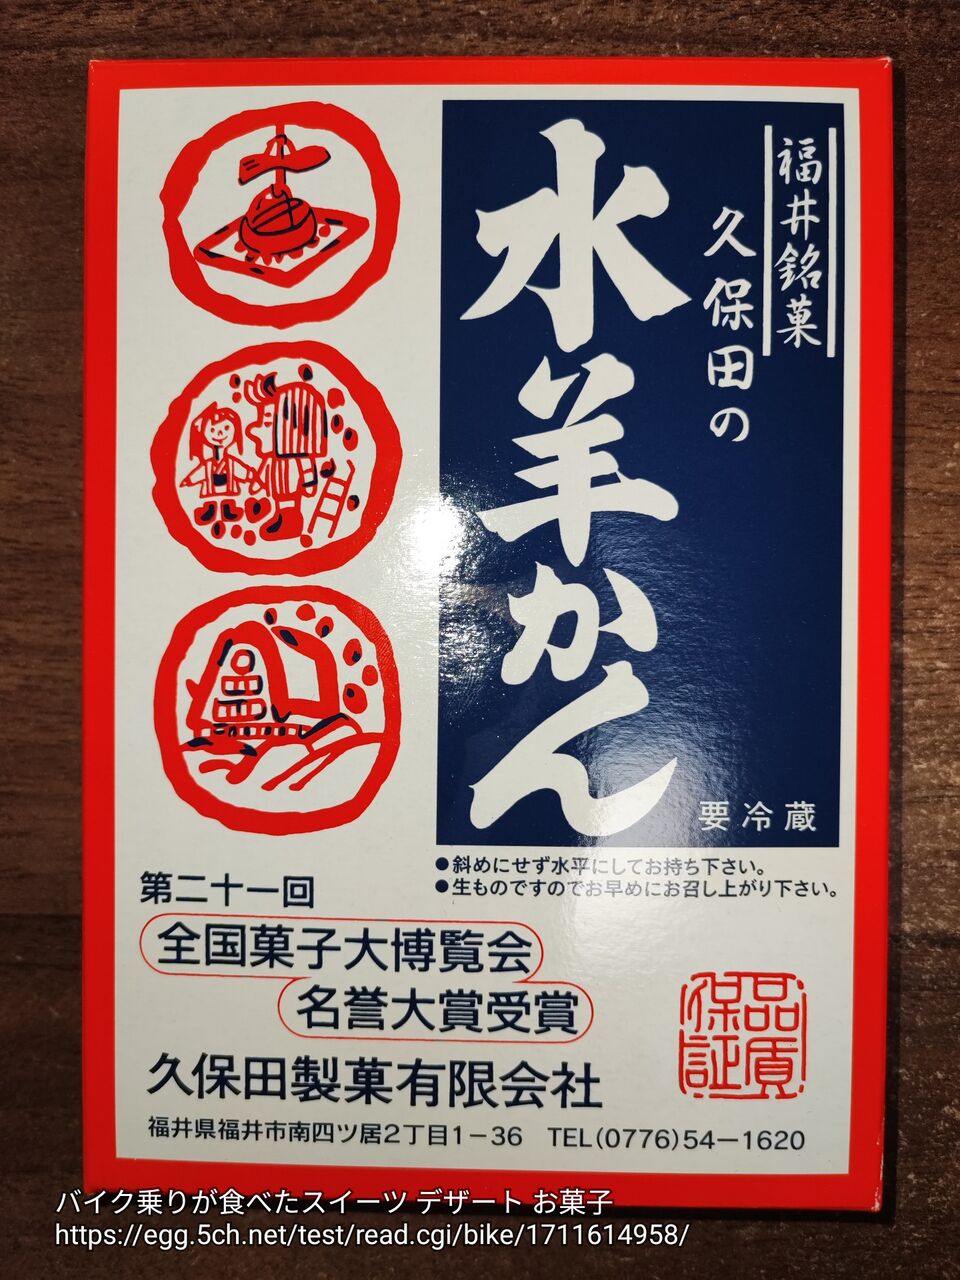 福井銘菓
久保田の
水羊かん
要冷蔵
●斜めにせず水平にしてお持ち下さい。
●生ものですのでお早めにお召し上がり下さい。
第二十一回
全国菓子大博覧会
名誉大賞受賞
品質保証
久保田製菓有限会社
福井県福井市南四ツ居2丁目1−36 TEL(0776)54−1620
バイク乗りが食べたスイーツ デザート お菓子
https://egg.5ch.net/test/read.cgi/bike/1711614958/